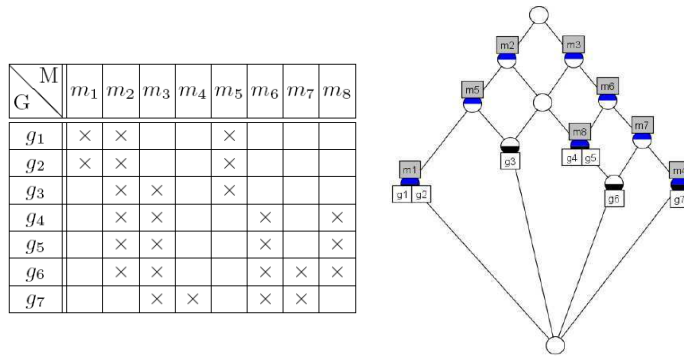 M
G m₁ m₂ m₃ m₄ m₅ m₆ m₇ m₈
g₁ × × ×
g₂ × × ×
g₃ × × ×
g₄ × × × ×
g₅ × × × ×
g₆ × × × × ×
g₇ × × × ×
m2 m3
m5 m6
m8 m7
g3 g4 g5
m1 m4
g1 g2 g6 g7